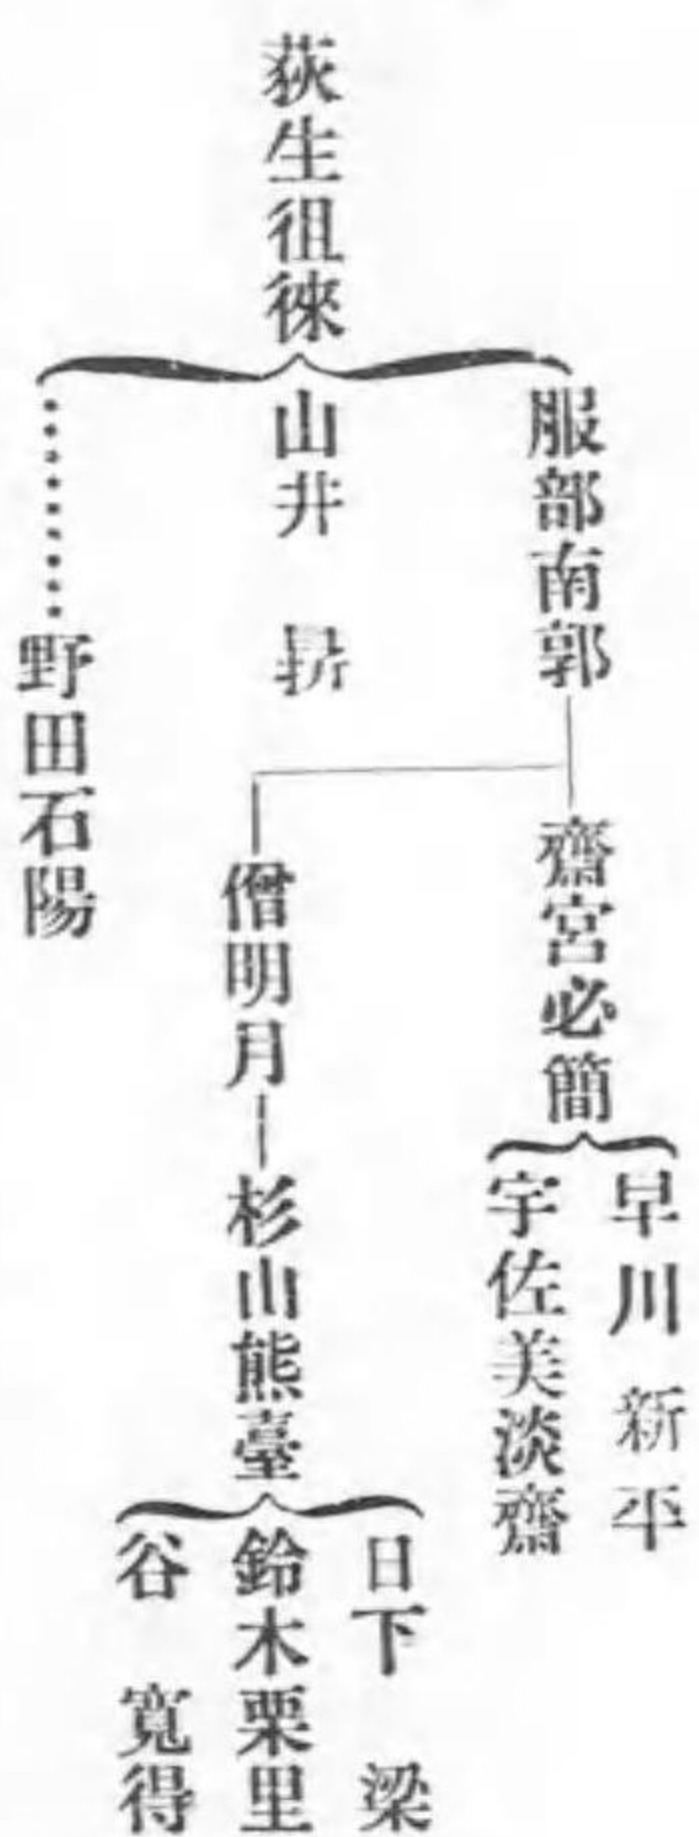 荻生徂徠
服部南郭
齋宮必簡
早川新平
宇佐美淡齋
僧明月
杉山熊臺
日下梁
鈴木栗里
谷寬得
山井
野田石陽